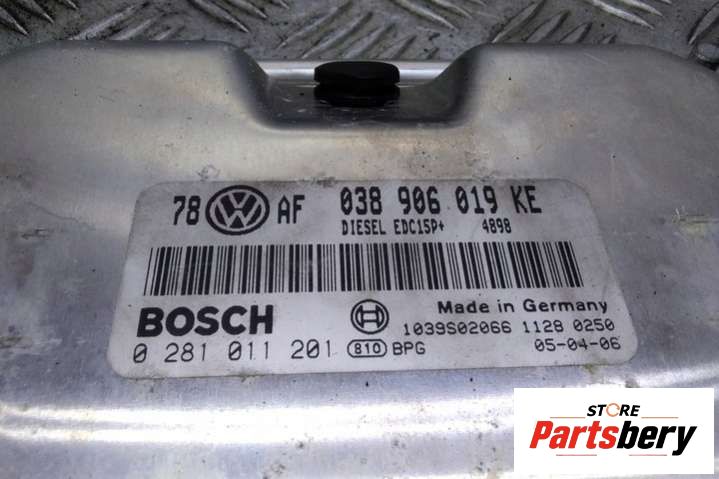 78 VW AF 038 906 019 KE
DIESEL EDC15P+ 4898
BOSCH
Made in Germany
1039S02066 1128 0250
0 281 011 201 810 BPG 05-04-06
STORE
Partsbery